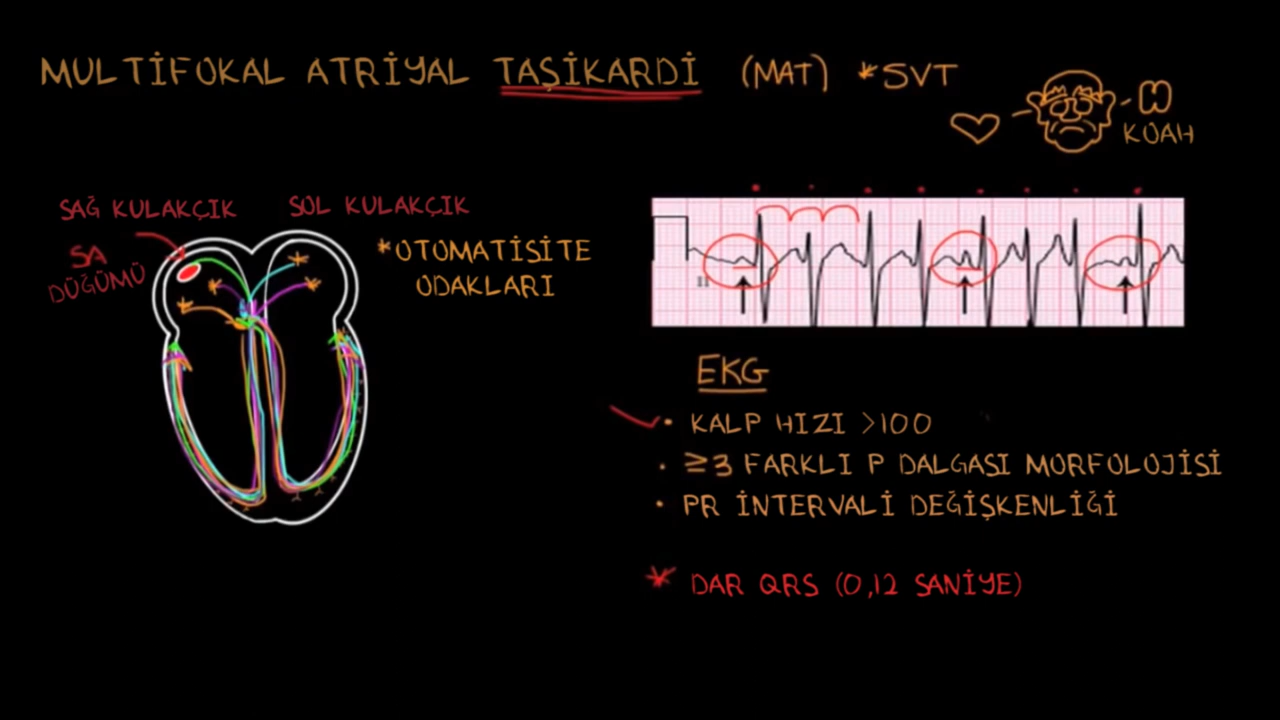 MULTİFOKAL ATRİYAL TAŞİKARDİ (MAT) *SVT
KOAH
SAĞ KULAKÇIK
SOL KULAKÇIK
SA
DÜĞÜMÜ
*OTOMATİSİTE
ODAKLARI
II
EKG
• KALP HIZI >100
• ≥3 FARKLI P DALGASI MORFOLOJİSİ
• PR İNTERVALİ DEĞİŞKENLİĞİ
* DAR QRS (0,12 SANİYE)